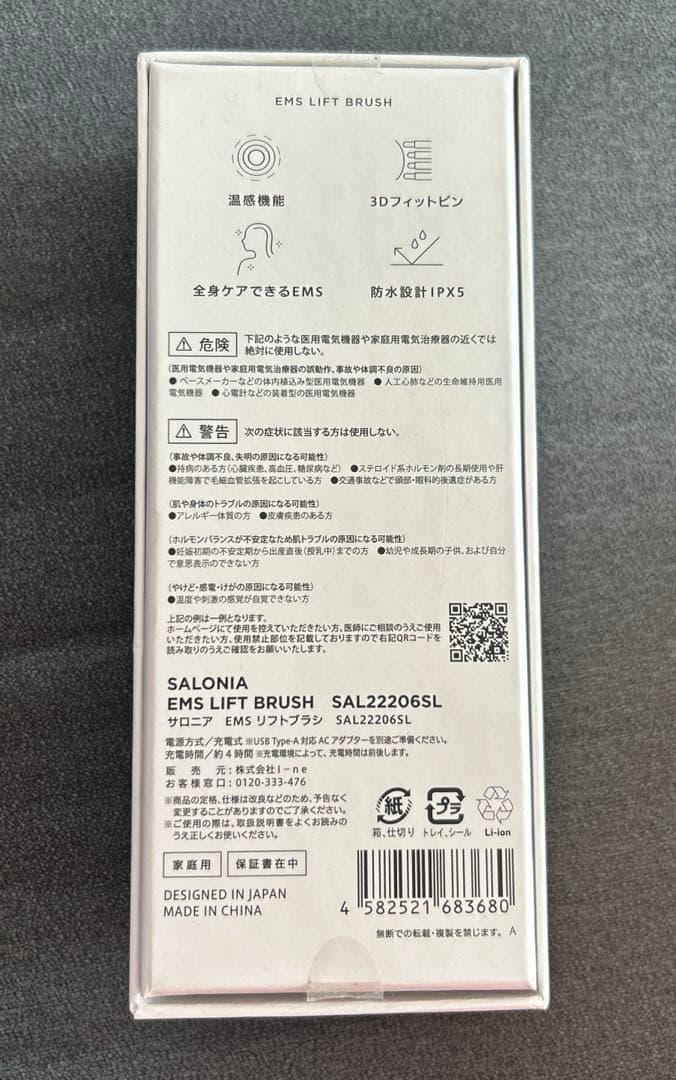 EMS LIFT BRUSH
温感機能
3Dフィットピン
全身ケアできるEMS
防水設計IPX5
危険 下記のような医用電気機器や家庭用電気治療器の近くでは
絶対に使用しない。
(医用電気機器や家庭用電気治療器の誤動作、事故や体調不良の原因)
●ペースメーカーなどの体内植込み型医用電気機器 ●人工心肺などの生命維持用医用
電気機器 ●心電計などの装着型の医用電気機器
警告 次の症状に該当する方は使用しない。
(事故や体調不良、失明の原因になる可能性)
●持病のある方(心臓疾患、高血圧、糖尿病など) ●ステロイド系ホルモン剤の長期使用や肝
機能障害で毛細血管拡張を起こしている方 ●交通事故などで頭部・眼科的後遺症がある方
(肌や身体のトラブルの原因になる可能性)
●アレルギー体質の方 ●皮膚疾患のある方
(ホルモンバランスが不安定なため肌トラブルの原因になる可能性)
●妊娠初期の不安定期から出産直後(授乳中)までの方 ●幼児や成長期の子供、および自分
で意思表示のできない方
(やけど・感電・けがの原因になる可能性)
●温度や刺激の感覚が自覚できない方
上記の例は一例となります。
ホームページにて使用を控えていただきたい方、医師にご相談のうえご使用
いただきたい方、使用禁止部位を記載しておりますので右記QRコードを
読み取りのうえご確認をお願いいたします。
SALONIA
EMS LIFT BRUSH SAL22206SL
サロニア EMS リフトブラシ SAL22206SL
電源方式/充電式 ※USB Type-A 対応 AC アダプターを別途ご準備ください。
充電時間/約4時間 ※充電環境によって、充電時間は前後します。
販売元:株式会社I-ne
お客様窓口:0120-333-476
※商品の定格、仕様は改良などのため、予告なく
変更することがありますのでご了承ください。
※ご使用の際は、取扱説明書をよくお読みの
うえ正しくお使いください。
紙
プラ
箱、仕切り
トレイ、シール
Li-ion
家庭用
保証書在中
DESIGNED IN JAPAN
MADE IN CHINA
4 582521 683680
無断での転載・複製を禁じます。 A